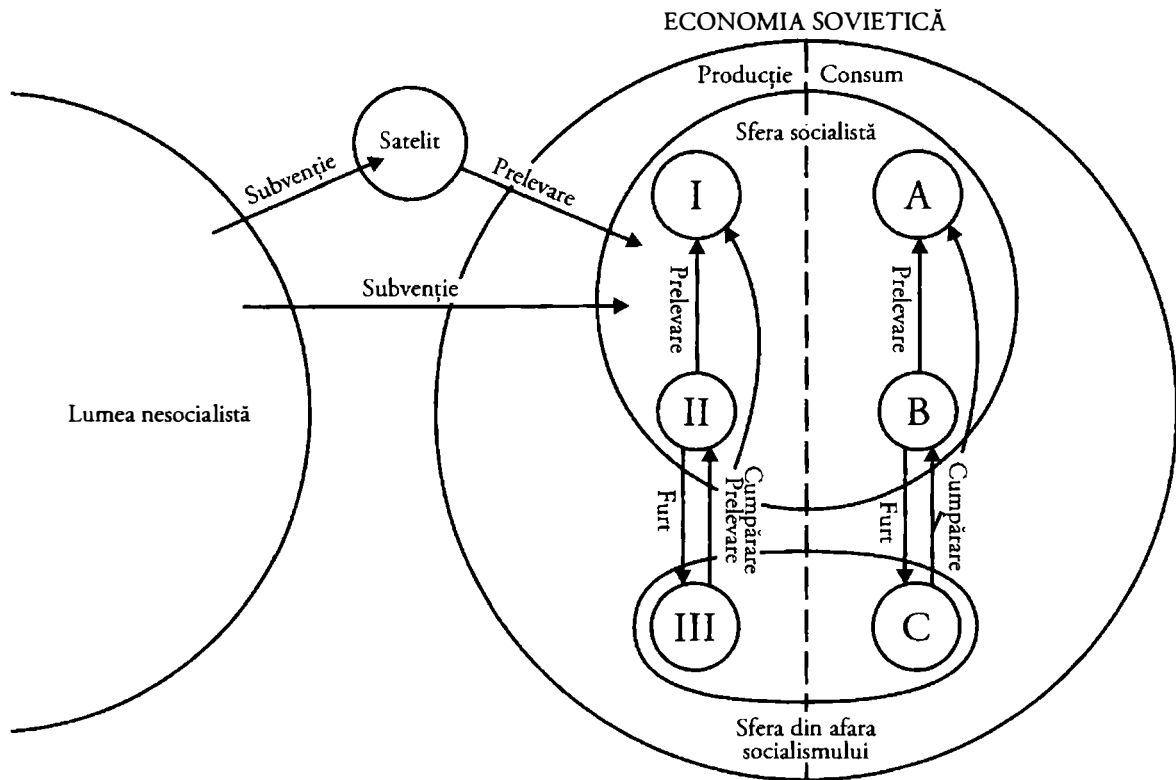 ECONOMIA SOVIETICĂ
Producție
Consum
Sfera socialistă
Satelit
Subvenție
Prelevare
I
A
Subvenție
Prelevare
Prelevare
Lumea nesocialistă
II
B
Furt
Cumpărare
Prelevare
Furt
Cumpărare
III
C
Sfera din afara
socialismului